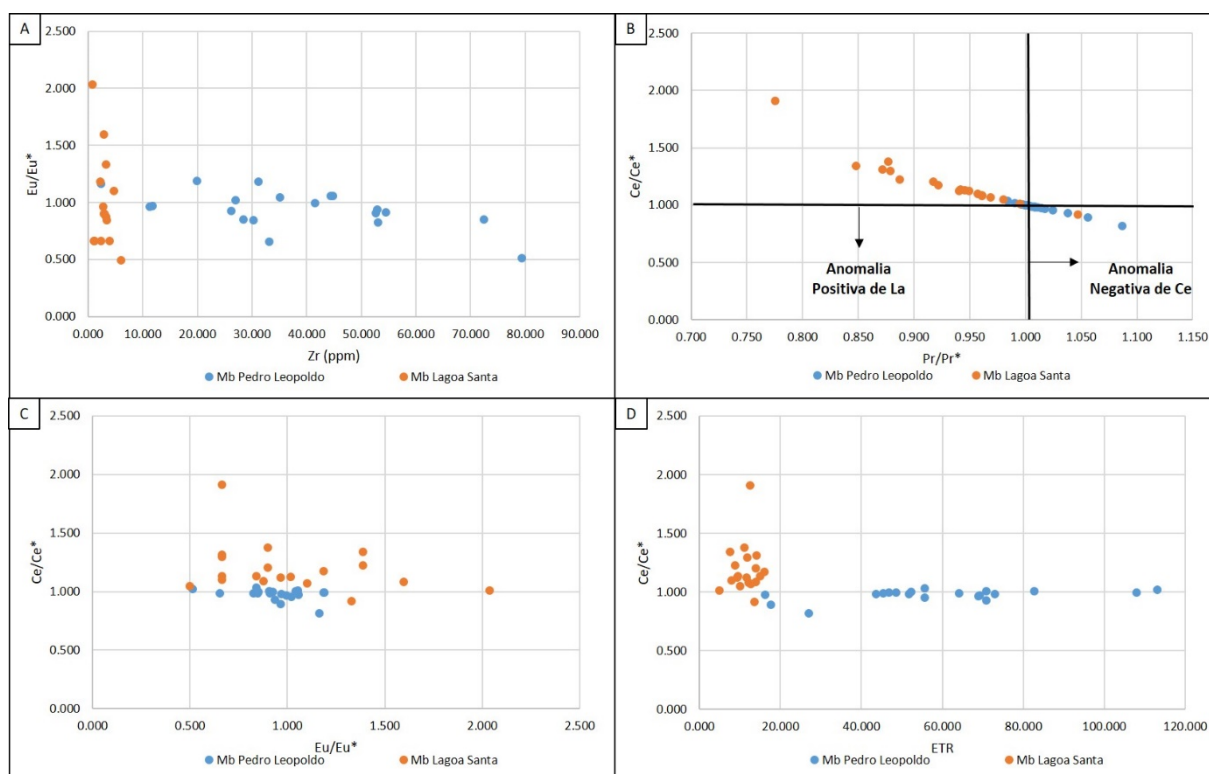 A
2.500
2.000
1.500
1.000
0.500
0.000
Eu/Eu*
0.000 10.000 20.000 30.000 40.000 50.000 60.000 70.000 80.000 90.000
Zr (ppm)
Mb Pedro Leopoldo Mb Lagoa Santa
B
2.500
2.000
1.500
1.000
0.500
0.000
Ce/Ce*
Anomalia
Positiva de La
Anomalia
Negativa de Ce
0.700 0.750 0.800 0.850 0.900 0.950 1.000 1.050 1.100 1.150
Pr/Pr*
Mb Pedro Leopoldo Mb Lagoa Santa
C
2.500
2.000
1.500
1.000
0.500
0.000
Ce/Ce*
0.000 0.500 1.000 1.500 2.000 2.500
Eu/Eu*
Mb Pedro Leopoldo Mb Lagoa Santa
D
2.500
2.000
1.500
1.000
0.500
0.000
Ce/Ce*
0.000 20.000 40.000 60.000 80.000 100.000 120.000
ETR
Mb Pedro Leopoldo Mb Lagoa Santa